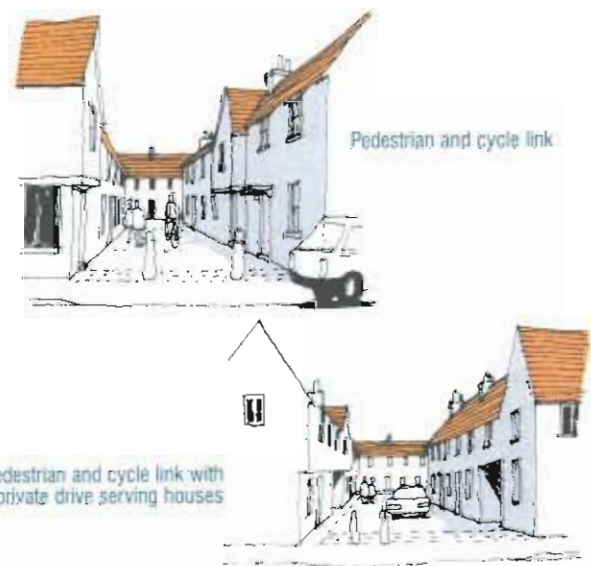 Pedestrian and cycle link
edestrian and cycle link with
private drive serving houses